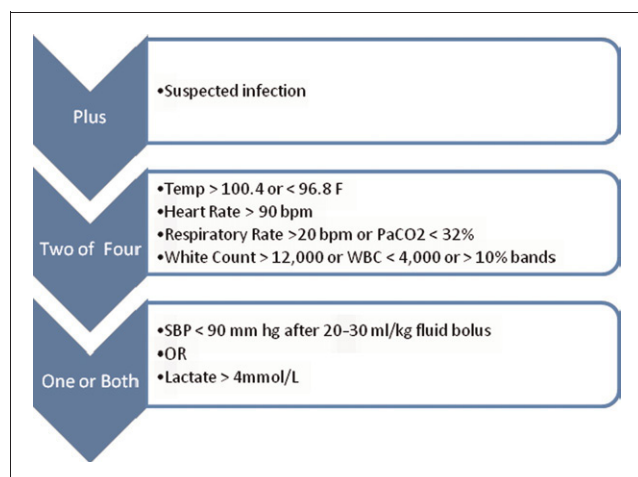 Plus
•Suspected infection
Two of Four
•Temp > 100.4 or < 96.8 F
•Heart Rate > 90 bpm
•Respiratory Rate >20 bpm or PaCO2 < 32%
•White Count > 12,000 or WBC < 4,000 or > 10% bands
One or Both
•SBP < 90 mm hg after 20-30 ml/kg fluid bolus
•OR
•Lactate > 4mmol/L